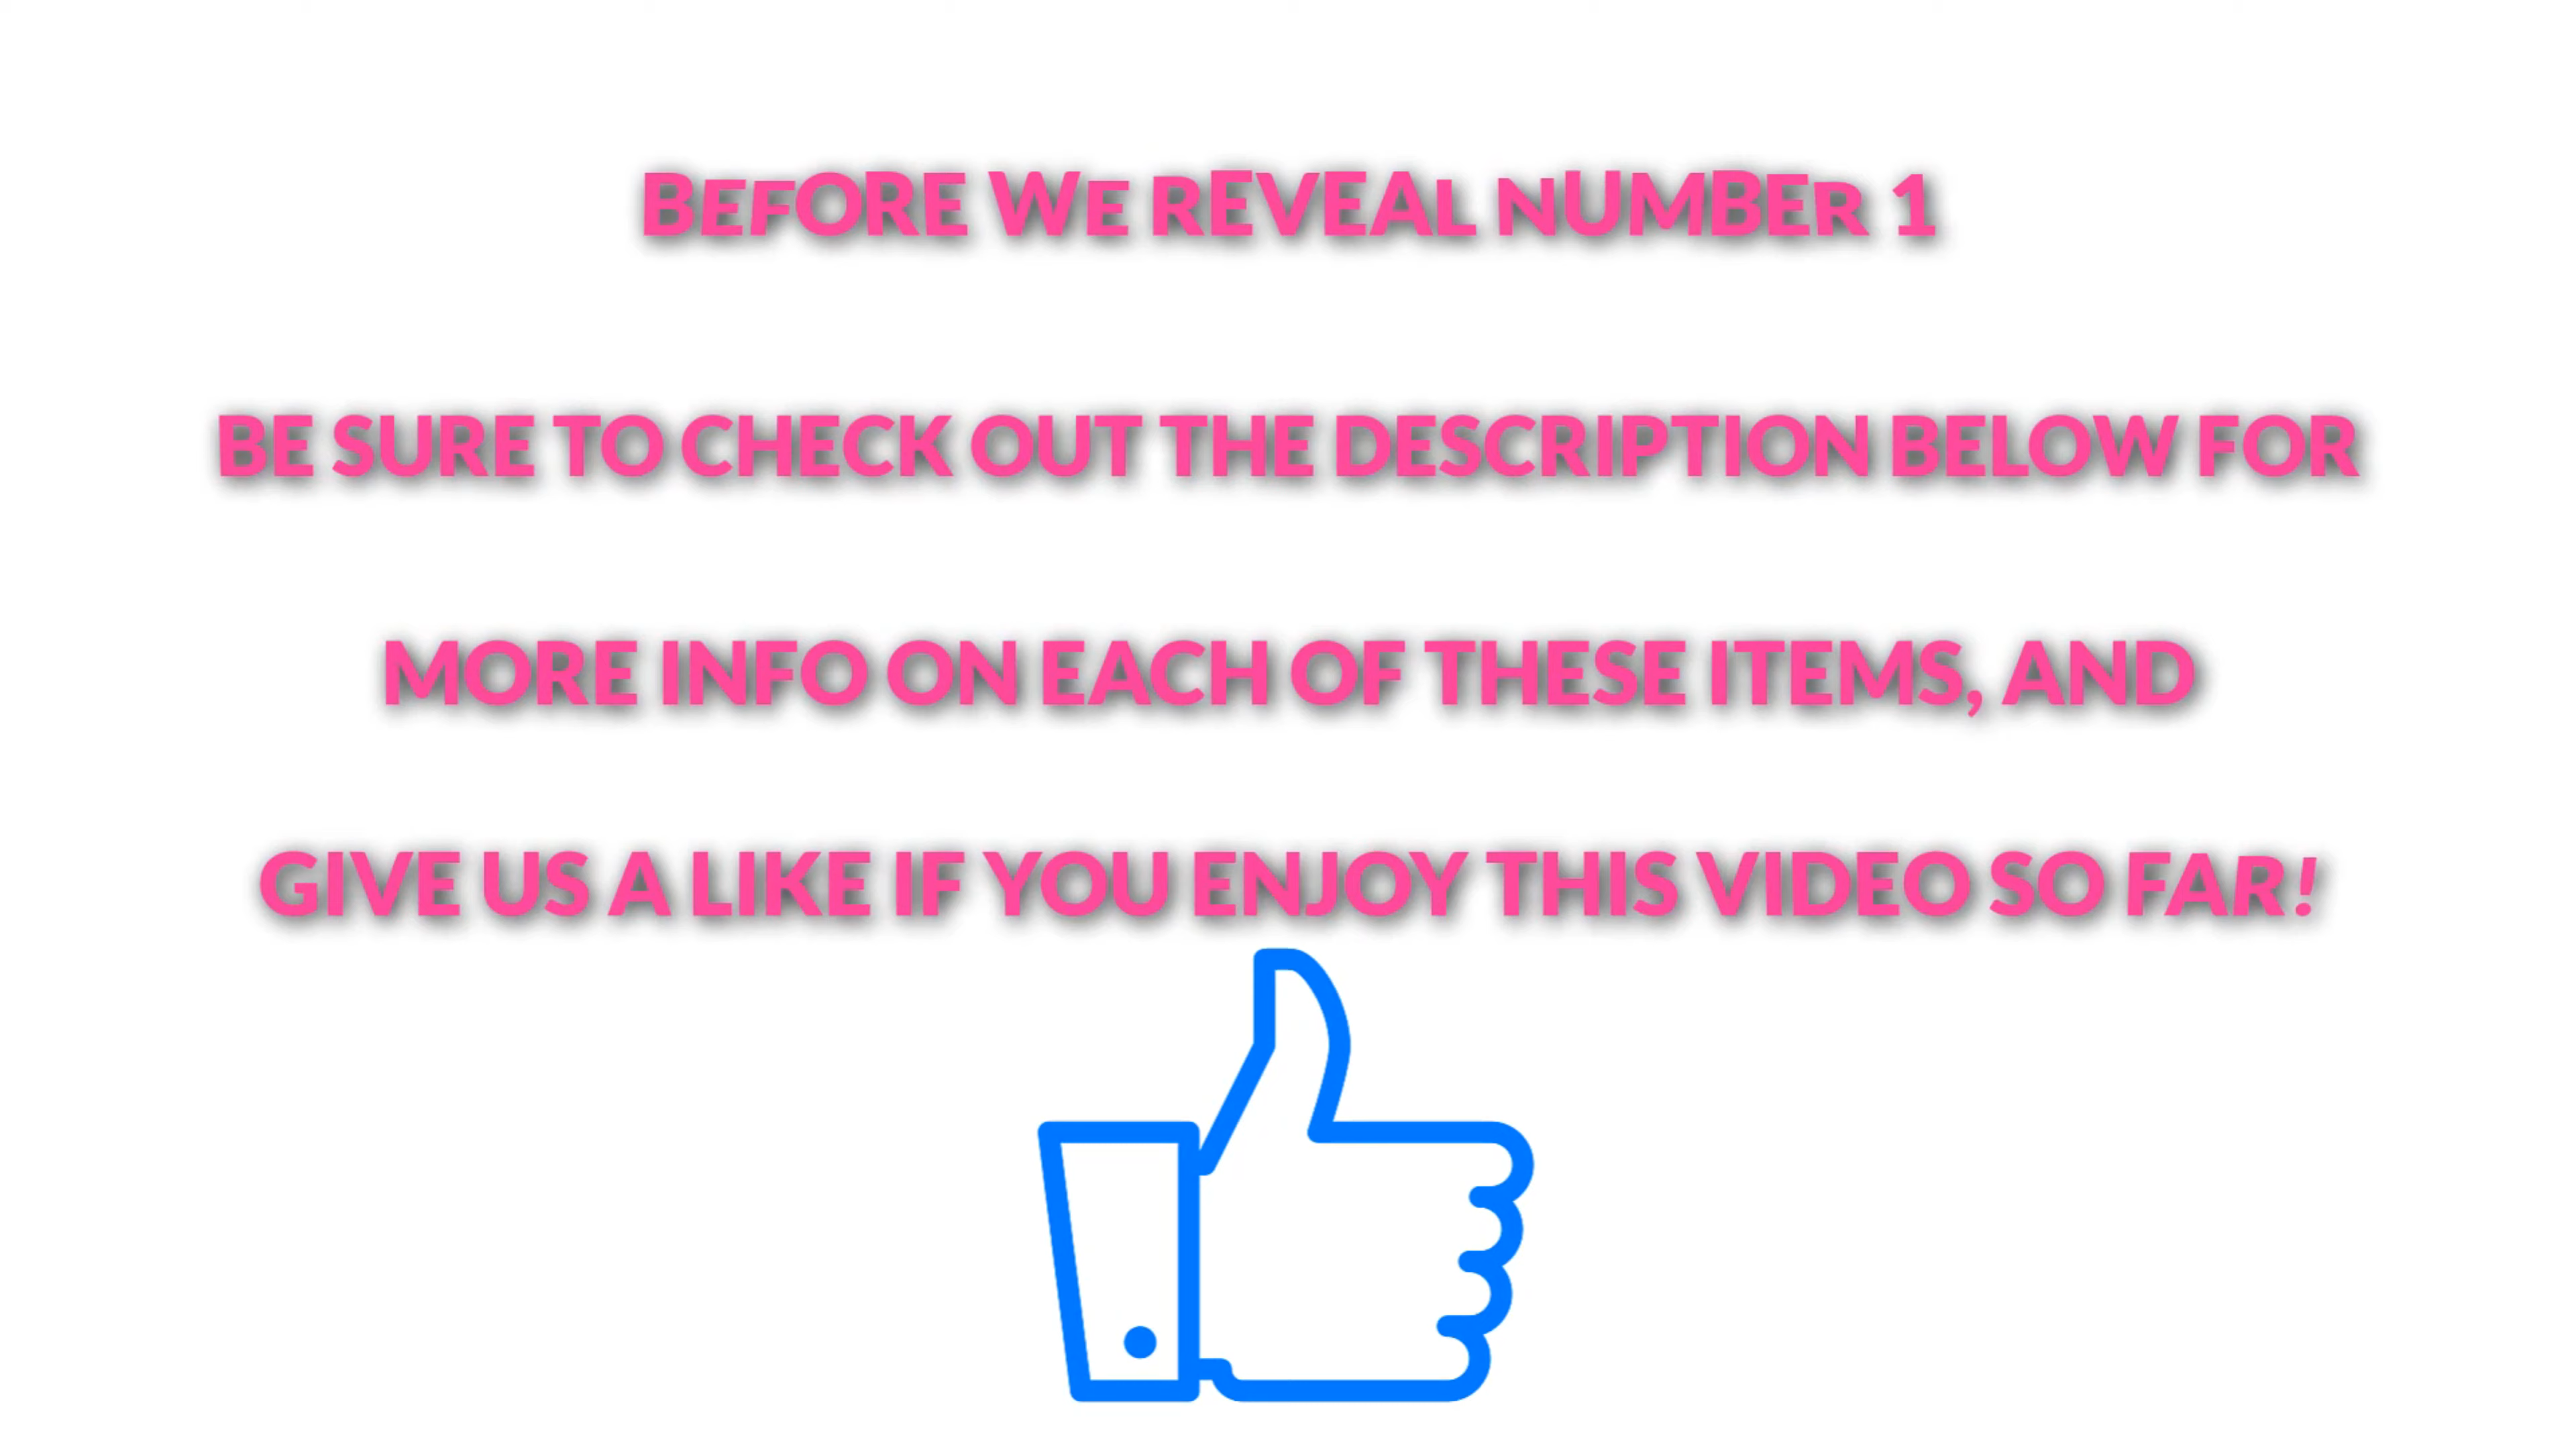 BEFORE WE REVEAL NUMBER 1
BE SURE TO CHECK OUT THE DESCRIPTION BELOW FOR
MORE INFO ON EACH OF THESE ITEMS, AND
GIVE US A LIKE IF YOU ENJOY THIS VIDEO SO FAR!